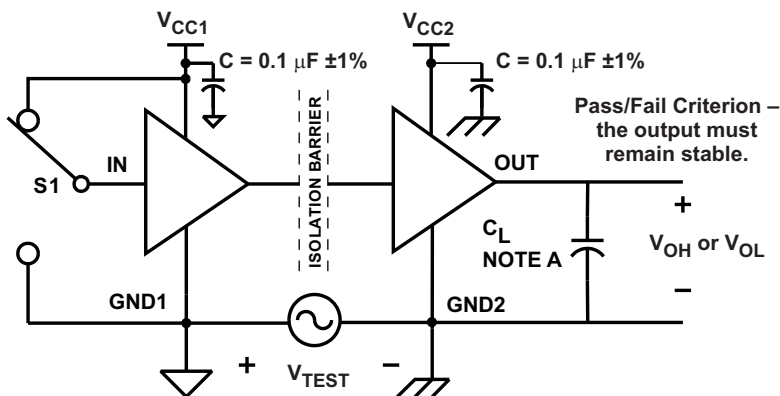 VCC1
C = 0.1 μF ±1%
VCC2
C = 0.1 μF ±1%
Pass/Fail Criterion –
the output must
remain stable.
ISOLATION BARRIER
IN
OUT
S1
+
CL
NOTE A
VOH or VOL
–
GND1
GND2
+
VTEST
–